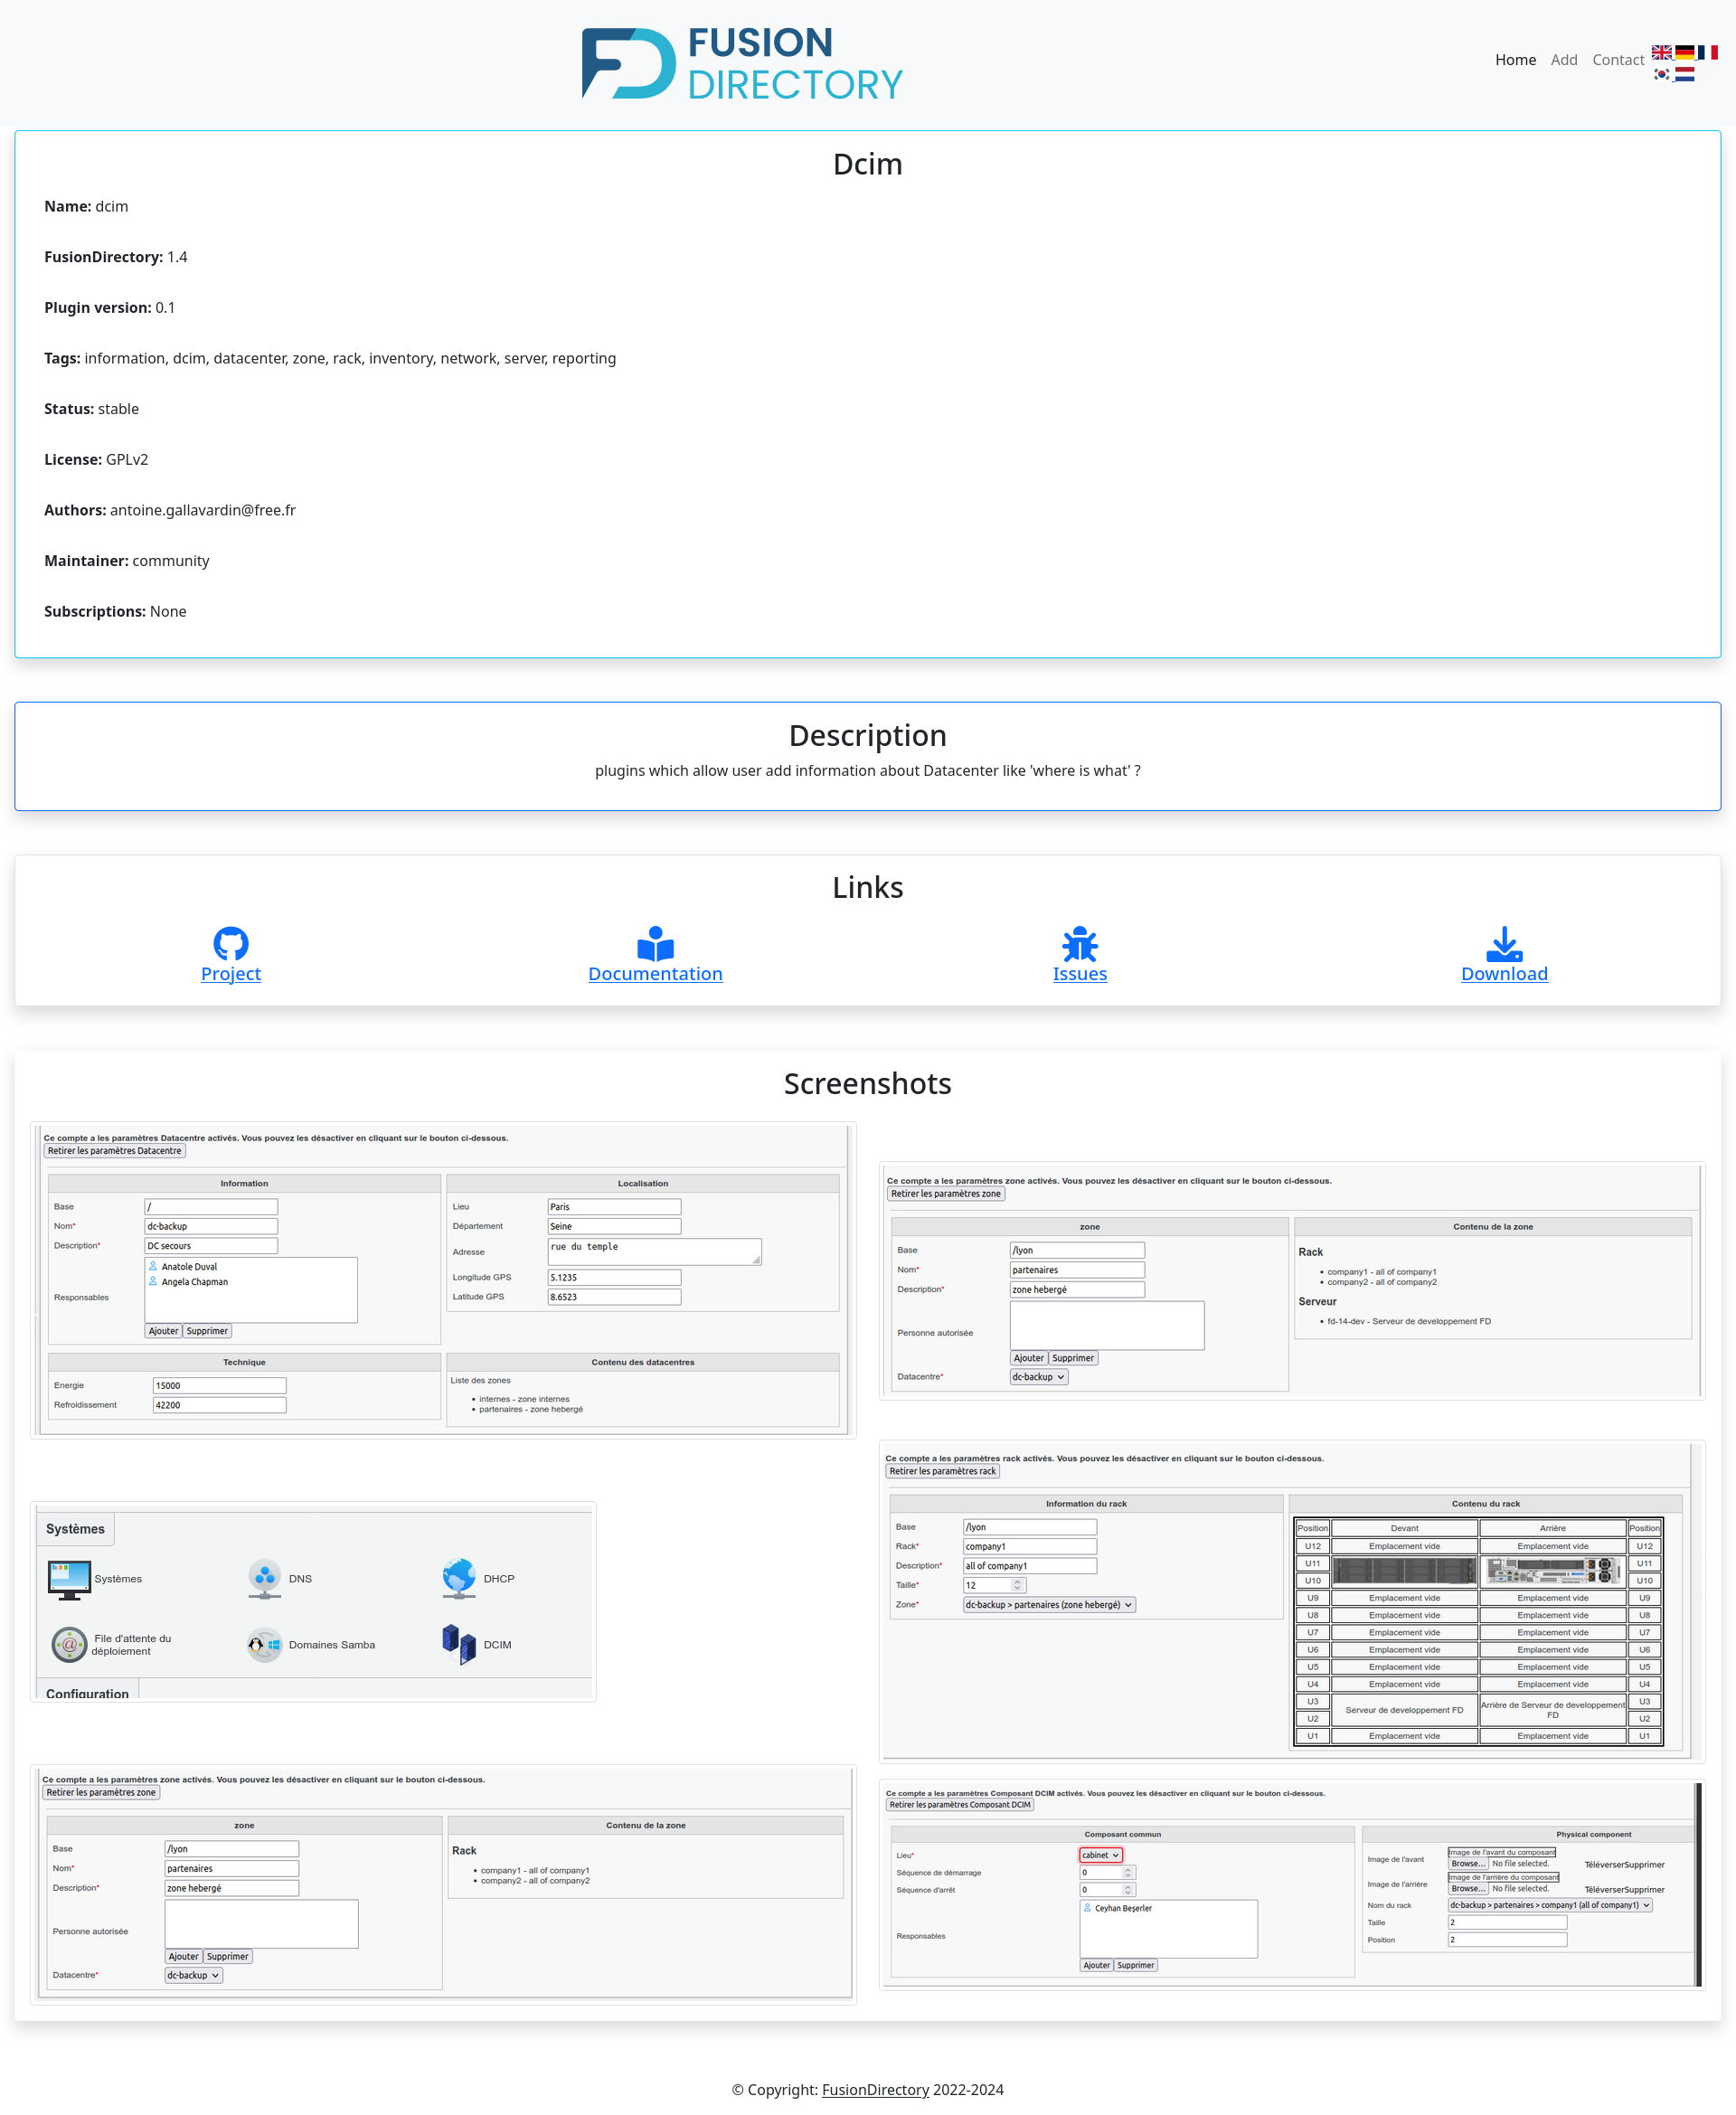 FUSION
DIRECTORY
Home Add Contact
Dcim
Name: dcim
FusionDirectory: 1.4
Plugin version: 0.1
Tags: information, dcim, datacenter, zone, rack, inventory, network, server, reporting
Status: stable
License: GPLv2
Authors: antoine.gallavardin@free.fr
Maintainer: community
Subscriptions: None
Description
plugins which allow user add information about Datacenter like 'where is what' ?
Links
Project
Documentation
Issues
Download
Screenshots
Ce compte a les paramètres Datacentre activés. Vous pouvez les désactiver en cliquant sur le bouton ci-dessous.
Retirer les paramètres Datacentre
Information
Base /
Nom* dc-backup
Description* DC secours
Responsables
Anatole Duval
Angela Chapman
Ajouter Supprimer
Localisation
Lieu Paris
Département Seine
Adresse rue du temple
Longitude GPS 5.1235
Latitude GPS 8.6523
Technique
Energie 15000
Refroidissement 42200
Contenu des datacentres
Liste des zones
internes - zone internes
partenaires - zone hebergé
Ce compte a les paramètres zone activés. Vous pouvez les désactiver en cliquant sur le bouton ci-dessous.
Retirer les paramètres zone
zone
Base /lyon
Nom* partenaires
Description* zone hebergé
Personne autorisée
Ajouter Supprimer
Datacentre* dc-backup
Contenu de la zone
Rack
company1 - all of company1
company2 - all of company2
Serveur
fd-14-dev - Serveur de developpement FD
Systèmes
Systèmes
DNS
DHCP
File d'attente du
déploiement
Domaines Samba
DCIM
Configuration
Ce compte a les paramètres rack activés. Vous pouvez les désactiver en cliquant sur le bouton ci-dessous.
Retirer les paramètres rack
Information du rack
Base /lyon
Rack* company1
Description* all of company1
Taille* 12
Zone* dc-backup > partenaires (zone hebergé)
Contenu du rack
Position Devant Arrière Position
U12 Emplacement vide Emplacement vide U12
U11 U11
U10 U10
U9 Emplacement vide Emplacement vide U9
U8 Emplacement vide Emplacement vide U8
U7 Emplacement vide Emplacement vide U7
U6 Emplacement vide Emplacement vide U6
U5 Emplacement vide Emplacement vide U5
U4 Emplacement vide Emplacement vide U4
U3 Serveur de developpement FD Arrière de Serveur de developpement U3
U2 FD U2
U1 Emplacement vide Emplacement vide U1
Ce compte a les paramètres zone activés. Vous pouvez les désactiver en cliquant sur le bouton ci-dessous.
Retirer les paramètres zone
zone
Base /lyon
Nom* partenaires
Description* zone hebergé
Personne autorisée
Ajouter Supprimer
Datacentre* dc-backup
Contenu de la zone
Rack
company1 - all of company1
company2 - all of company2
Ce compte a les paramètres Composant DCIM activés. Vous pouvez les désactiver en cliquant sur le bouton ci-dessous.
Retirer les paramètres Composant DCIM
Composant commun
Lieu* cabinet
Séquence de démarrage 0
Séquence d'arrêt 0
Responsables
Ceyhan Beşerler
Ajouter Supprimer
Physical component
Image de l'avant
Image de l'avant du composant
Browse... No file selected. TéléverserSupprimer
Image de l'arrière
Image de l'arrière du composant
Browse... No file selected. TéléverserSupprimer
Nom du rack dc-backup > partenaires > company1 (all of company1)
Taille 2
Position 2
© Copyright: FusionDirectory 2022-2024